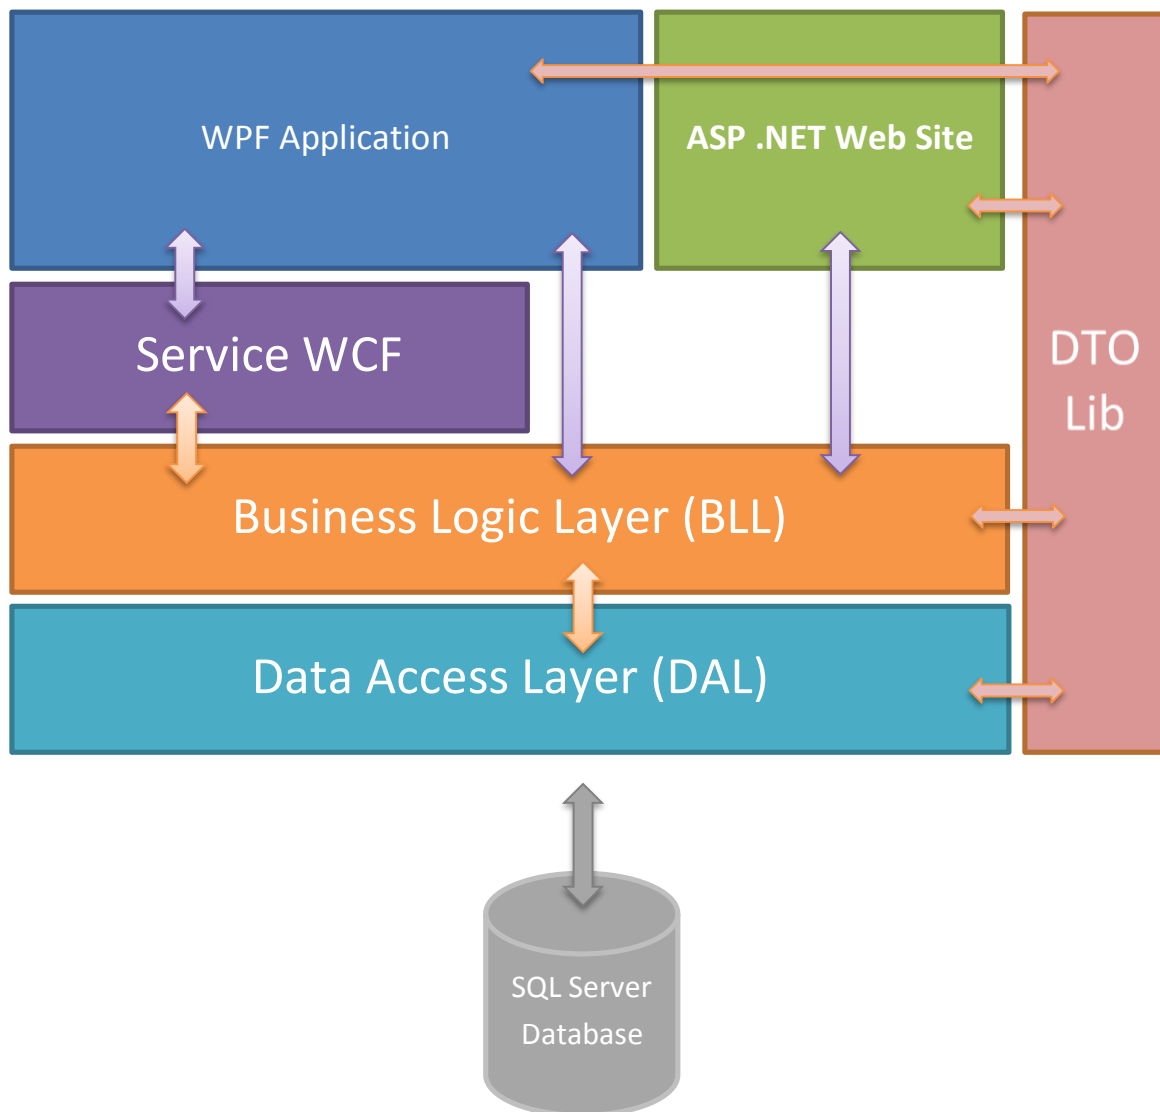 WPF Application
ASP .NET Web Site
Service WCF
DTO
Lib
Business Logic Layer (BLL)
Data Access Layer (DAL)
SQL Server
Database